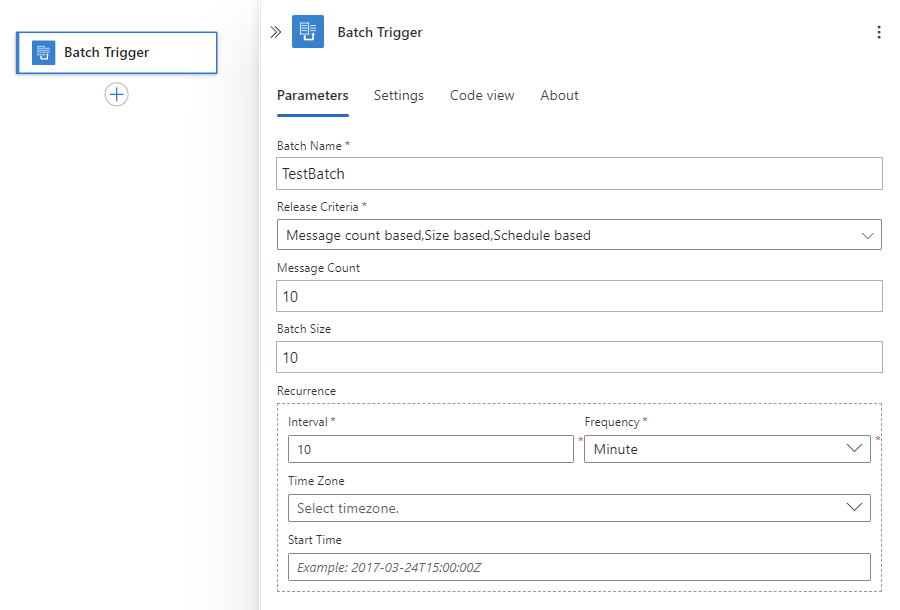 Batch Trigger
Batch Trigger
Parameters Settings Code view About
Batch Name *
TestBatch
Release Criteria *
Message count based,Size based,Schedule based
Message Count
10
Batch Size
10
Recurrence
Interval * Frequency *
10 * Minute *
Time Zone
Select timezone.
Start Time
Example: 2017-03-24T15:00:00Z